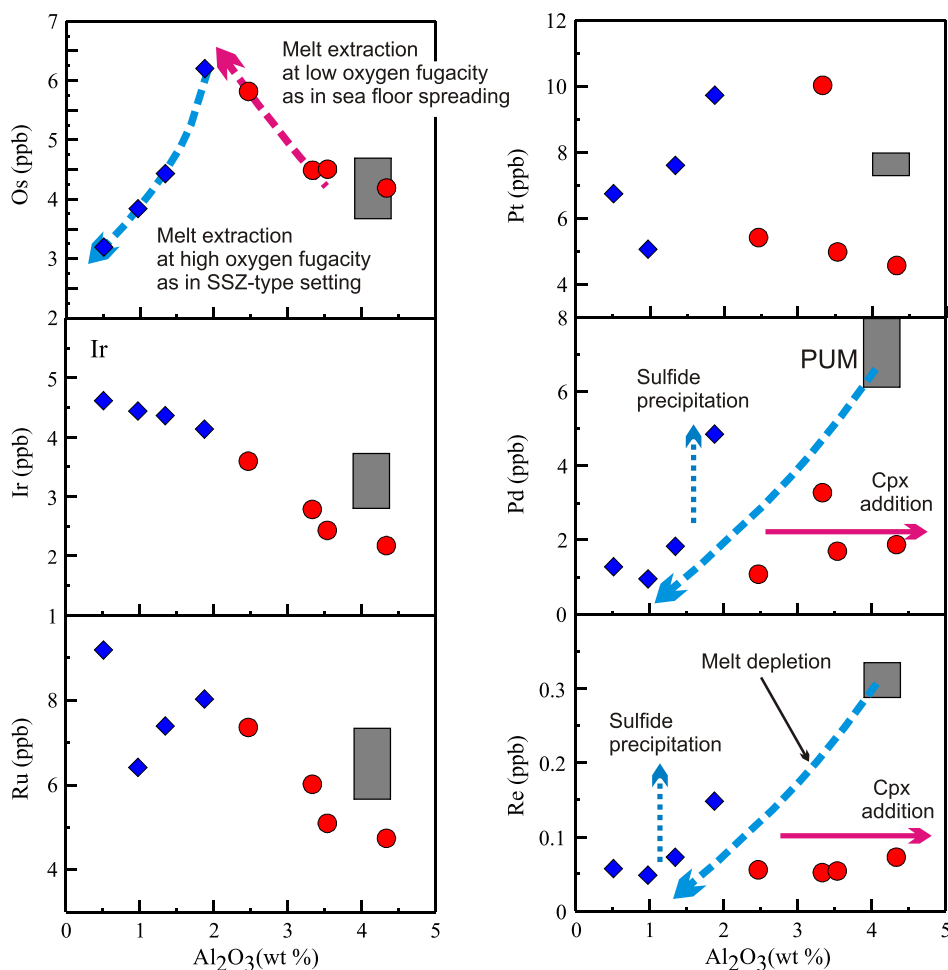 7
6
5
4
3
2
Os (ppb)
Melt extraction
at low oxygen fugacity
as in sea floor spreading
Melt extraction
at high oxygen fugacity
as in SSZ-type setting
12
10
8
6
4
Pt (ppb)
Ir
5
4
3
2
1
Ir (ppb)
8
6
4
2
0
Pd (ppb)
PUM
Sulfide
precipitation
Cpx
addition
8
6
4
Ru (ppb)
0 1 2 3 4 5
Al2O3(wt %)
0.3
0.2
0.1
0
Re (ppb)
Melt depletion
Sulfide
precipitation
Cpx
addition
0 1 2 3 4 5
Al2O3(wt %)